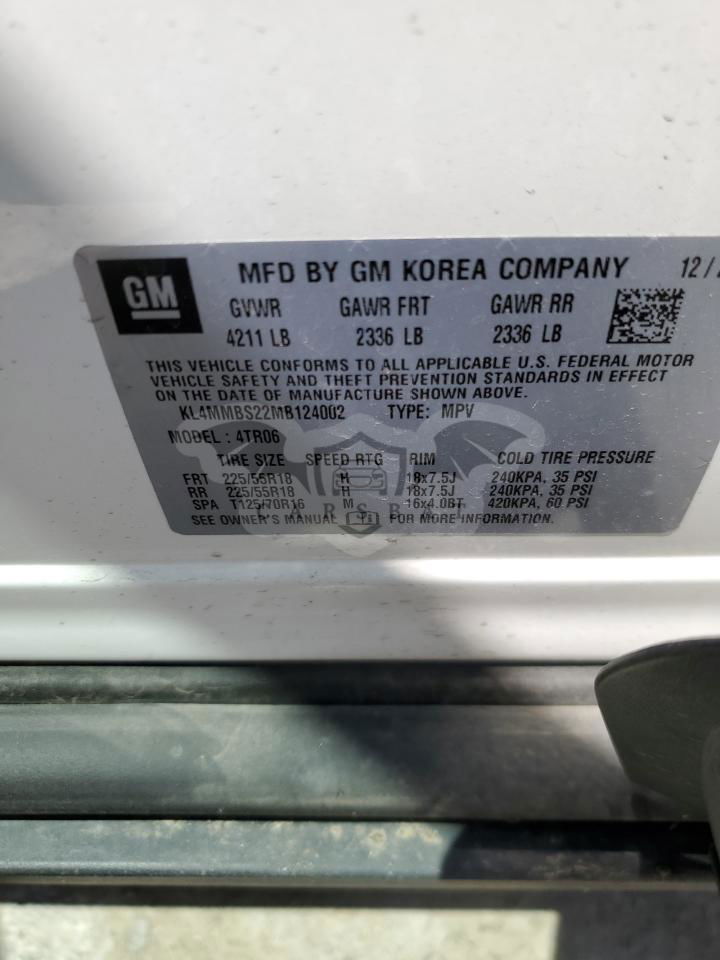 GM
MFD BY GM KOREA COMPANY 12/
GVWR GAWR FRT GAWR RR
4211 LB 2336 LB 2336 LB
THIS VEHICLE CONFORMS TO ALL APPLICABLE U.S. FEDERAL MOTOR
VEHICLE SAFETY AND THEFT PREVENTION STANDARDS IN EFFECT
ON THE DATE OF MANUFACTURE SHOWN ABOVE.
KL4MMBS22MB124002 TYPE: MPV
MODEL: 4TR06
TIRE SIZE SPEED RTG RIM COLD TIRE PRESSURE
FRT 225/55R18 H 18x7.5J 240KPA, 35 PSI
RR 225/55R18 H 18x7.5J 240KPA, 35 PSI
SPA T125/70R16 M 16x4.0BT 420KPA, 60 PSI
SEE OWNER'S MANUAL FOR MORE INFORMATION.